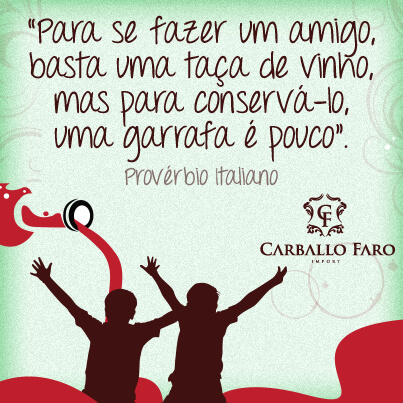 “Para se fazer um amigo,
basta uma taça de vinho,
mas para conservá-lo,
uma garrafa é pouco”.
Provérbio Italiano
CF
CARBALLO FARO
IMPORT